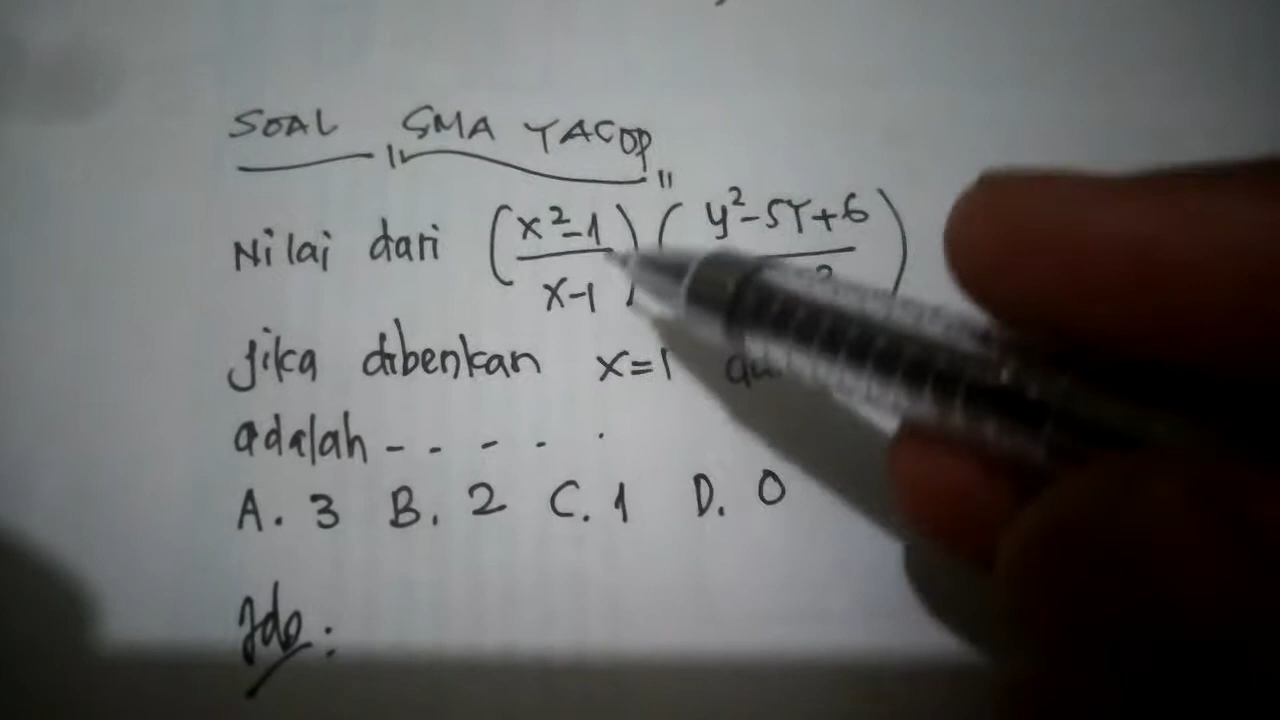 SOAL "SMA YACOP"
Nilai dari (x²-1 / x-1) (y²-5y+6 /
jika diberikan x=1
adalah - - - - .
A. 3 B. 2 C. 1 D. 0